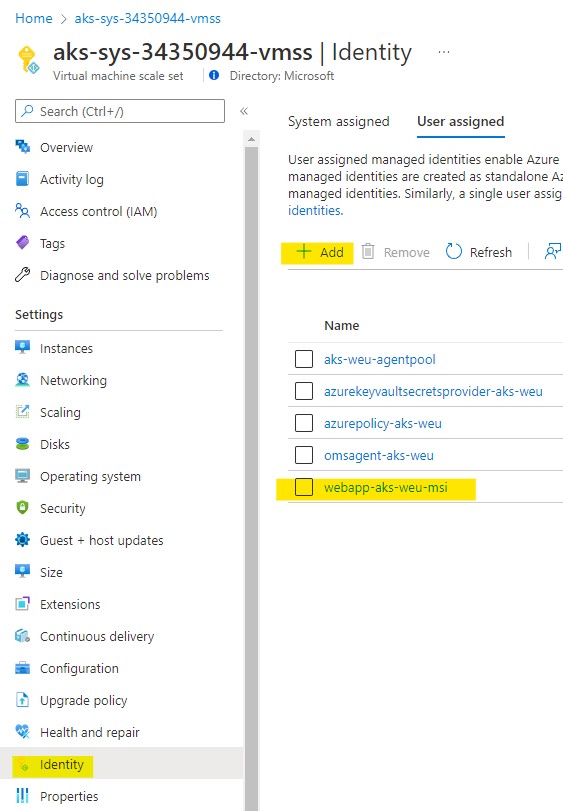 Home > aks-sys-34350944-vmss
aks-sys-34350944-vmss | Identity ...
Virtual machine scale set | Directory: Microsoft
Search (Ctrl+/)
«
Overview
Activity log
Access control (IAM)
Tags
Diagnose and solve problems
Settings
Instances
Networking
Scaling
Disks
Operating system
Security
Guest + host updates
Size
Extensions
Continuous delivery
Configuration
Upgrade policy
Health and repair
Identity
Properties
System assigned User assigned
User assigned managed identities enable Azure
managed identities are created as standalone Az
managed identities. Similarly, a single user assig
identities.
+ Add Remove Refresh
Name
aks-weu-agentpool
azurekeyvaultsecretsprovider-aks-weu
azurepolicy-aks-weu
omsagent-aks-weu
webapp-aks-weu-msi